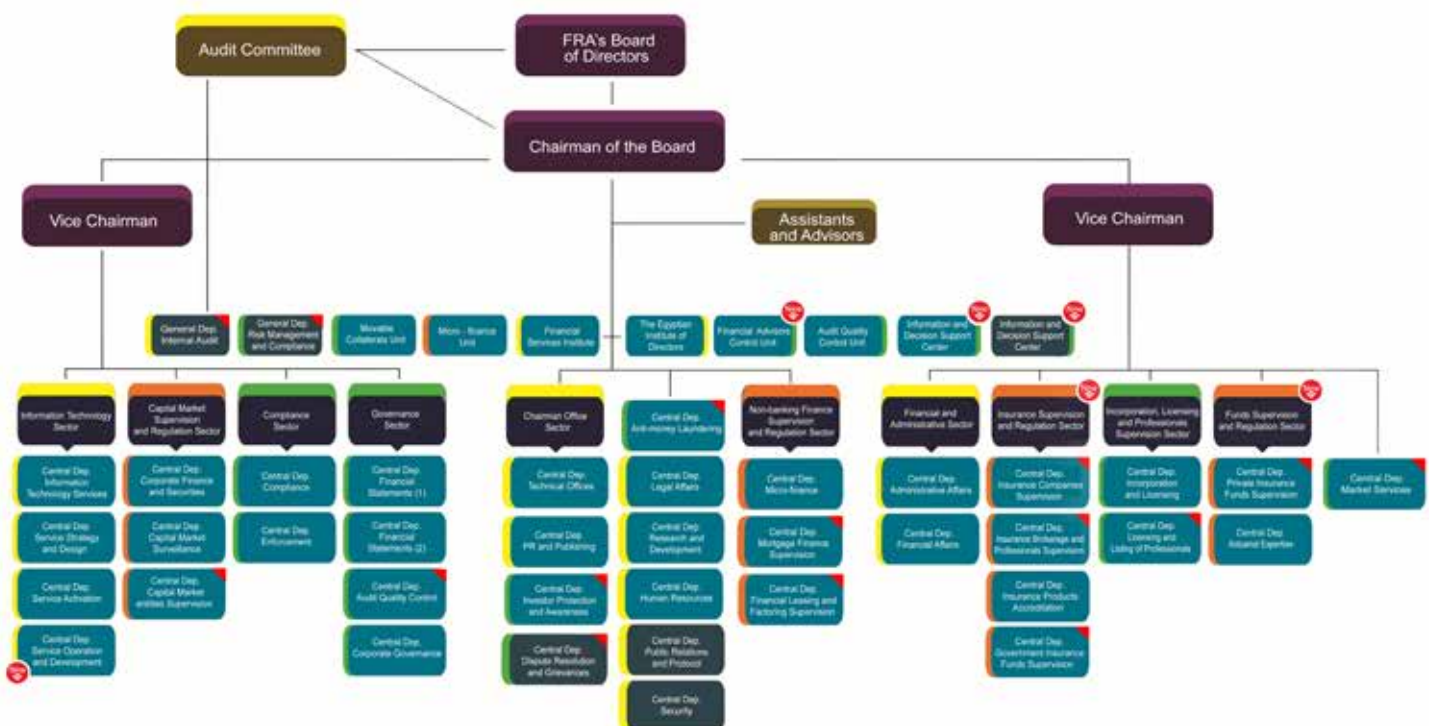 Audit Committee
FRA's Board
of Directors
Chairman of the Board
Vice Chairman
Assistants
and Advisors
Vice Chairman
General Dep.
Internal Audit
General Dep.
Risk Management
and Compliance
Movable
Collaterals Unit
Micro - finance
Unit
Financial
Services Institute
The Egyptian
Institute of
Directors
New
Financial Advisors
Control Unit
Audit Quality
Control Unit
New
Information and
Decision Support
Center
New
Information and
Decision Support
Center
Information Technology
Sector
Central Dep.
Information
Technology Services
Central Dep.
Service Strategy
and Design
Central Dep.
Service Activation
Central Dep.
Service Operation
and Development
New
Capital Market
Supervision
and Regulation Sector
Central Dep.
Corporate Finance
and Securities
Central Dep.
Capital Market
Surveillance
Central Dep.
Capital Market
entities Supervision
Compliance
Sector
Central Dep.
Compliance
Central Dep.
Enforcement
Governance
Sector
Central Dep.
Financial
Statements (1)
Central Dep.
Financial
Statements (2)
Central Dep.
Audit Quality Control
Central Dep.
Corporate Governance
Chairman Office
Sector
Central Dep.
Technical Offices
Central Dep.
PR and Publishing
Central Dep.
Investor Protection
and Awareness
Central Dep.
Dispute Resolution
and Grievances
Central Dep.
Anti-money Laundering
Central Dep.
Legal Affairs
Central Dep.
Research and
Development
Central Dep.
Human Resources
Central Dep.
Public Relations
and Protocol
Central Dep.
Security
Non-banking Finance
Supervision
and Regulation Sector
Central Dep.
Micro-finance
Central Dep.
Mortgage Finance
Supervision
Central Dep.
Financial Leasing and
Factoring Supervision
Financial and
Administrative Sector
Central Dep.
Administrative Affairs
Central Dep.
Financial Affairs
New
Insurance Supervision
and Regulation Sector
Central Dep.
Insurance Companies
Supervision
Central Dep.
Insurance Brokerage and
Professionals Supervision
Central Dep.
Insurance Products
Accreditation
Central Dep.
Government Insurance
Funds Supervision
Incorporation, Licensing
and Professionals
Supervision Sector
Central Dep.
Incorporation
and Licensing
Central Dep.
Licensing and
Listing of Professionals
New
Funds Supervision
and Regulation Sector
Central Dep.
Private Insurance
Funds Supervision
Central Dep.
Actuarial Expertise
Central Dep.
Market Services